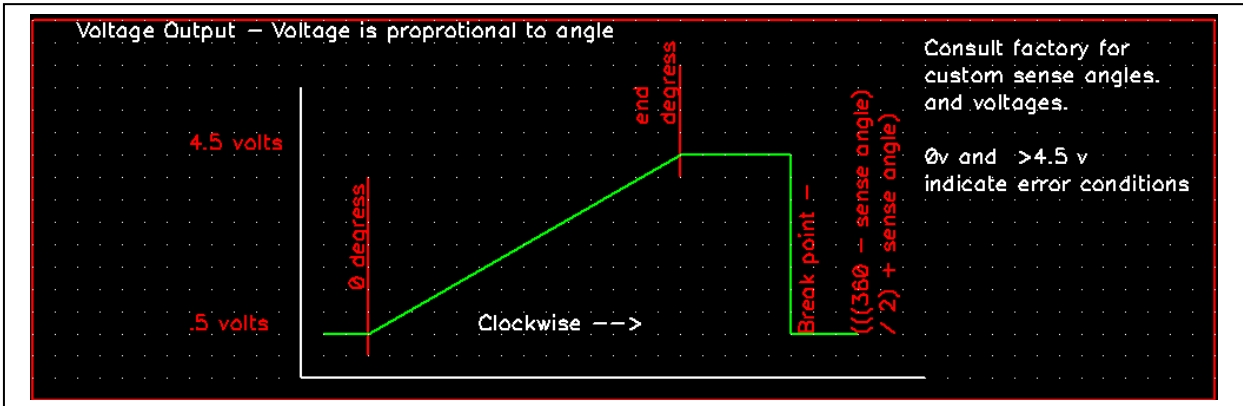 Voltage Output – Voltage is proprotional to angle
Consult factory for
custom sense angles.
and voltages.
0v and >4.5 v
indicate error conditions
4.5 volts
.5 volts
0 degress
end
degress
Clockwise -->
Break point –
(((360 – sense angle)
/2) + sense angle)